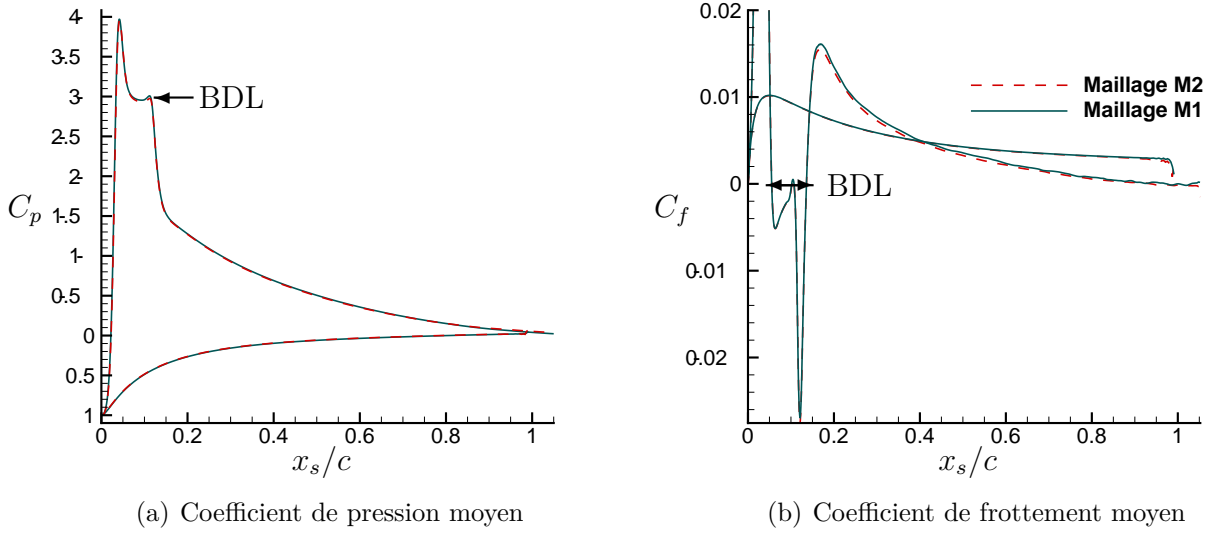 4-
3-.5
3-
2-.5
2-
1-.5
1-
0-.5
0
0.5
1
C_p
BDL
0 0.2 0.4 0.6 0.8 1
x_s/c
(a) Coefficient de pression moyen
0.02
0.01
0
0-.01
0-.02
C_f
BDL
Maillage M2
Maillage M1
0 0.2 0.4 0.6 0.8 1
x_s/c
(b) Coefficient de frottement moyen